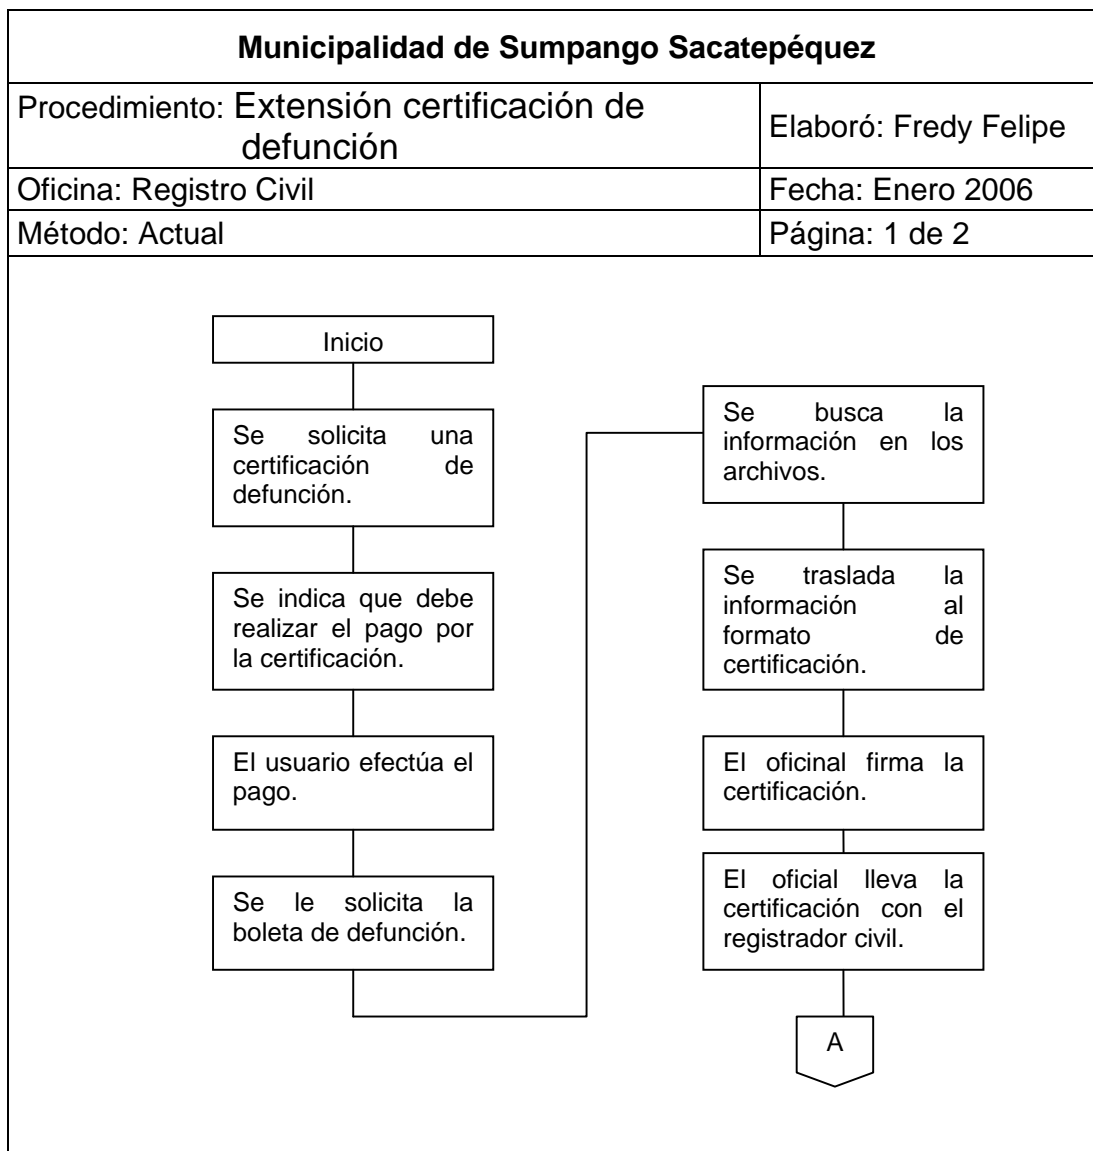 Municipalidad de Sumpango Sacatepéquez
Procedimiento: Extensión certificación de
defunción
Elaboró: Fredy Felipe
Oficina: Registro Civil
Fecha: Enero 2006
Método: Actual
Página: 1 de 2
Inicio
Se solicita una
certificación de
defunción.
Se indica que debe
realizar el pago por
la certificación.
El usuario efectúa el
pago.
Se le solicita la
boleta de defunción.
Se busca la
información en los
archivos.
Se traslada la
información al
formato de
certificación.
El oficinal firma la
certificación.
El oficial lleva la
certificación con el
registrador civil.
A